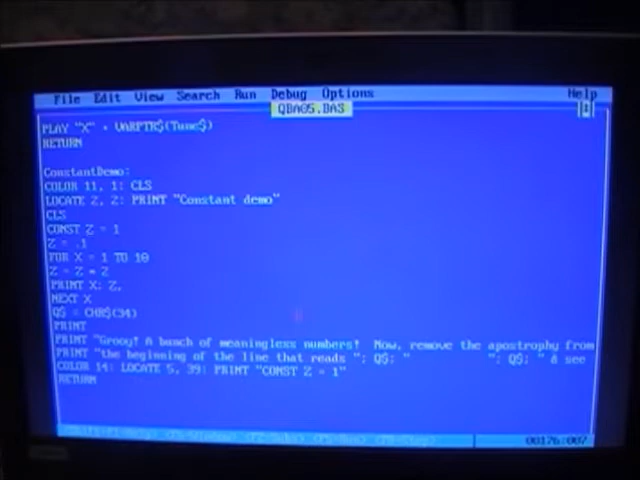 File Edit View Search Run Debug Options Help
QBA05.BAS
PLAY "X" + VARPTR$(Tune$)
RETURN
ConstantDemo:
COLOR 11, 1: CLS
LOCATE 2, 2: PRINT "Constant demo"
CLS
CONST Z = 1
Z = .1
FOR X = 1 TO 10
Z = Z * Z
PRINT X; Z,
NEXT X
Q$ = CHR$(34)
PRINT
PRINT "Groovy! A bunch of meaningless numbers!  Now, remove the apostrophy from
PRINT "the beginning of the line that reads "; Q$; "             "; Q$; " & see
COLOR 14: LOCATE 5, 39: PRINT "CONST Z = 1"
RETURN
00176:007